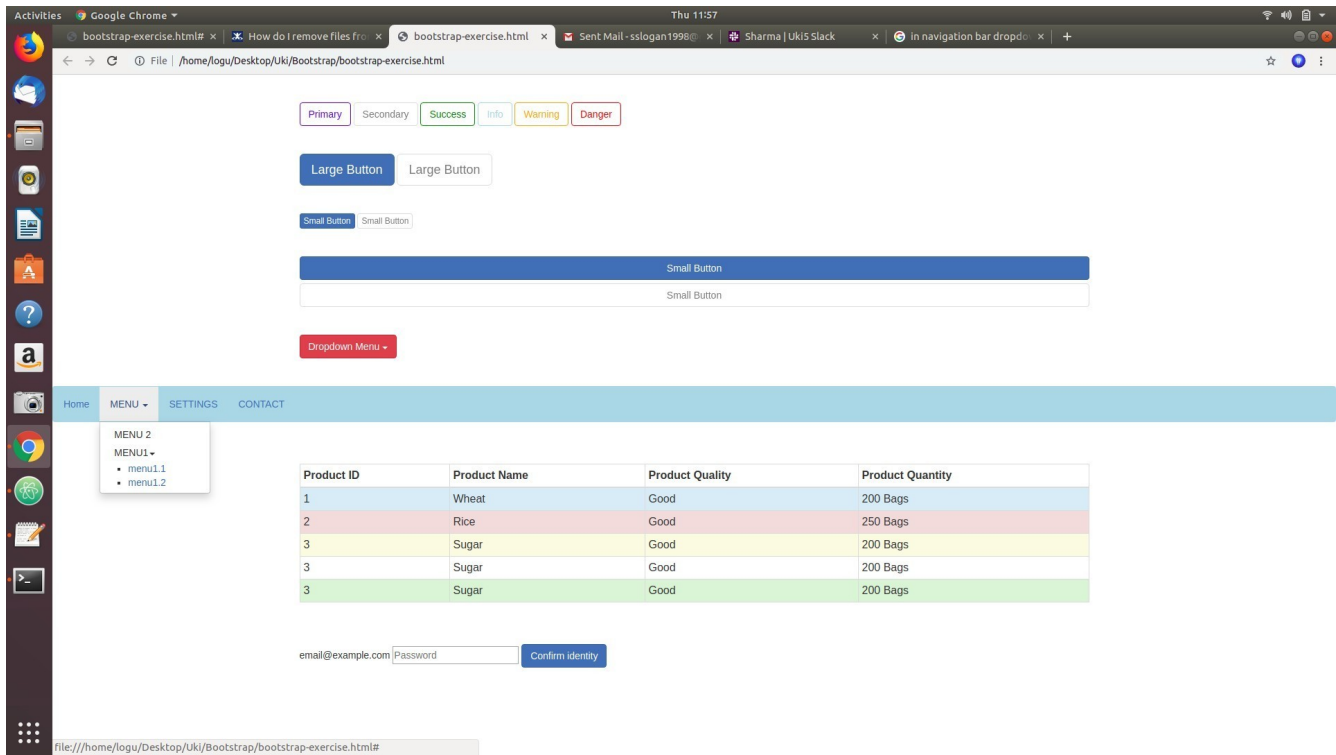 Activities Google Chrome Thu 11:57
bootstrap-exercise.html# × How do I remove files fro × bootstrap-exercise.html × Sent Mail - sslogan1998@ × Sharma | Uki5 Slack × in navigation bar dropdo × +
File | /home/logu/Desktop/Uki/Bootstrap/bootstrap-exercise.html
Primary Secondary Success Info Warning Danger
Large Button Large Button
Small Button Small Button
Small Button
Small Button
Dropdown Menu
Home MENU SETTINGS CONTACT
MENU 2
MENU1
menu1.1
menu1.2
Product ID Product Name Product Quality Product Quantity
1 Wheat Good 200 Bags
2 Rice Good 250 Bags
3 Sugar Good 200 Bags
3 Sugar Good 200 Bags
3 Sugar Good 200 Bags
email@example.com Password Confirm identity
file:///home/logu/Desktop/Uki/Bootstrap/bootstrap-exercise.html#